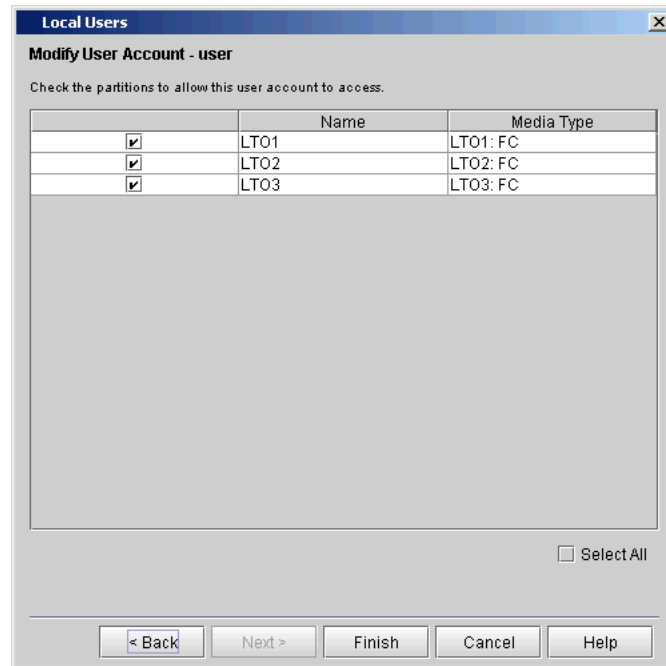 Local Users
Modify User Account - user
Check the partitions to allow this user account to access.
Name Media Type
LTO1 LTO1: FC
LTO2 LTO2: FC
LTO3 LTO3: FC
Select All
< Back Next > Finish Cancel Help